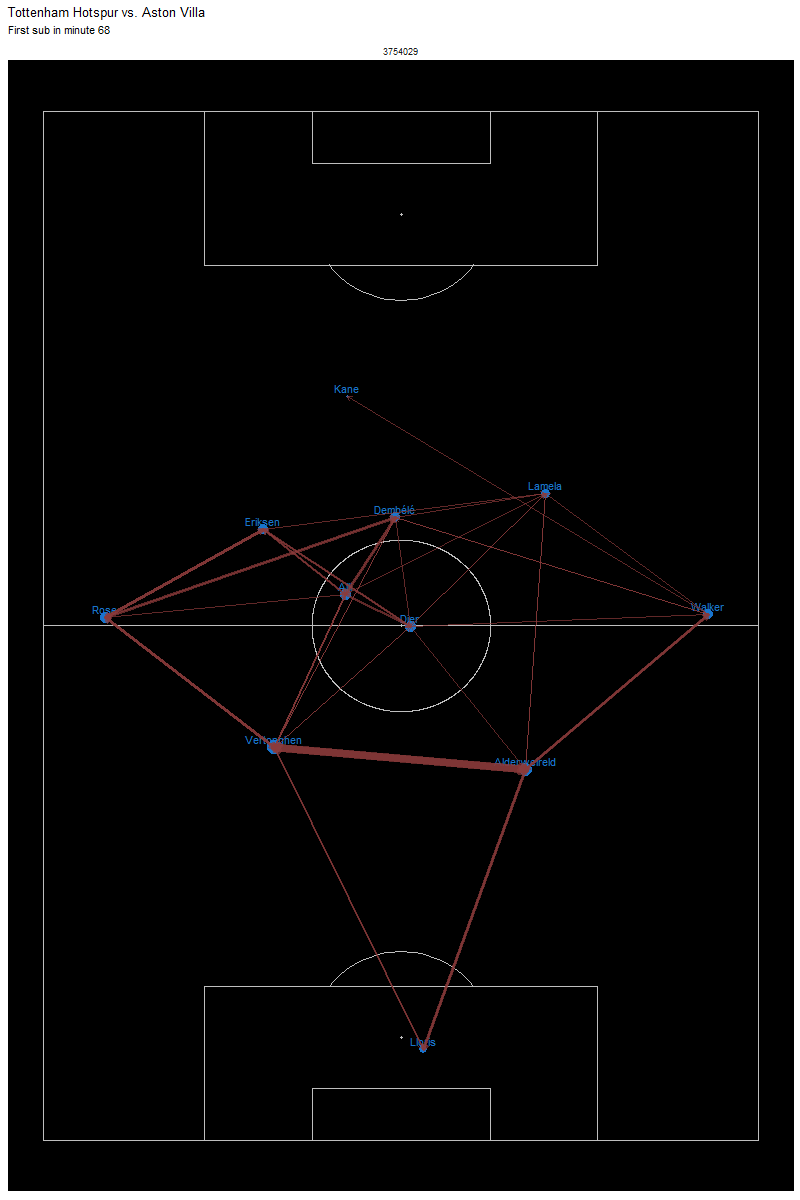 Tottenham Hotspur vs. Aston Villa
First sub in minute 68
3754029
Kane
Lamela
Dembélé
Eriksen
Rose
Walker
Dier
Vertonghen
Alderweireld
Lloris